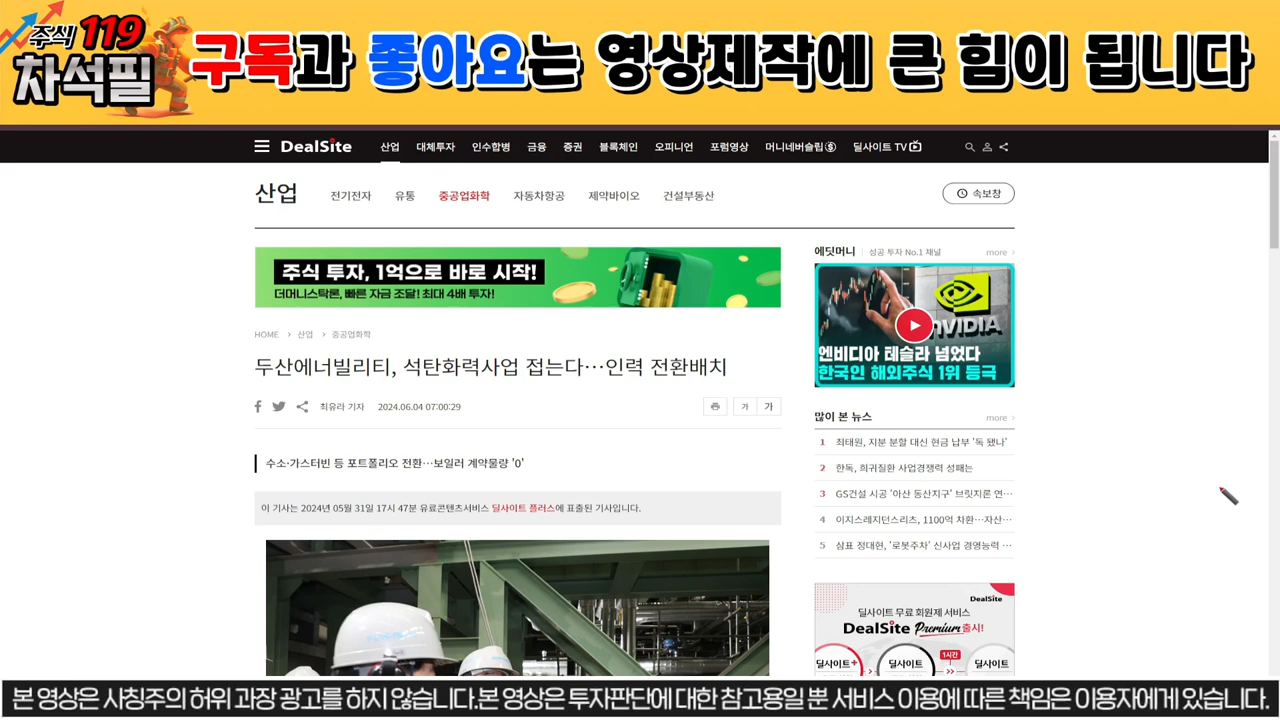 주식 119
차석필
구독과 좋아요는 영상제작에 큰 힘이 됩니다
DealSite 산업 대체투자 인수합병 금융 증권 블록체인 오피니언 포럼영상 머니네버슬립 딜사이트 TV
산업 전기전자 유통 중공업화학 자동차항공 제약바이오 건설부동산 속보창
주식 투자, 1억으로 바로 시작!
더머니스탁론, 빠른 자금 조달! 최대 4배 투자!
HOME > 산업 > 중공업화학
두산에너빌리티, 석탄화력사업 접는다…인력 전환배치
최유라 기자 2024.06.04 07:00:29 가 가
수소·가스터빈 등 포트폴리오 전환…보일러 계약물량 '0'
이 기사는 2024년 05월 31일 17시 47분 유료콘텐츠서비스 딜사이트 플러스에 표출된 기사입니다.
에딧머니 성공 투자 No.1 채널 more >
NVIDIA
엔비디아 테슬라 넘었다
한국인 해외주식 1위 등극
많이 본 뉴스 more >
1 최태원, 지분 분할 대신 현금 납부 '독 됐나'
2 한독, 희귀질환 사업경쟁력 성패는
3 GS건설 시공 '아산 동산지구' 브릿지론 연…
4 이지스레지던스리츠, 1100억 차환…자산…
5 삼표 정대현, '로봇주차' 신사업 경영능력 …
DealSite
딜사이트 무료 회원제 서비스
DealSite Premium 출시!
1시간
딜사이트+ 딜사이트 딜사이트
본 영상은 사칭주의 허위 과장 광고를 하지 않습니다.본 영상은 투자판단에 대한 참고용일 뿐 서비스 이용에 따른 책임은 이용자에게 있습니다.